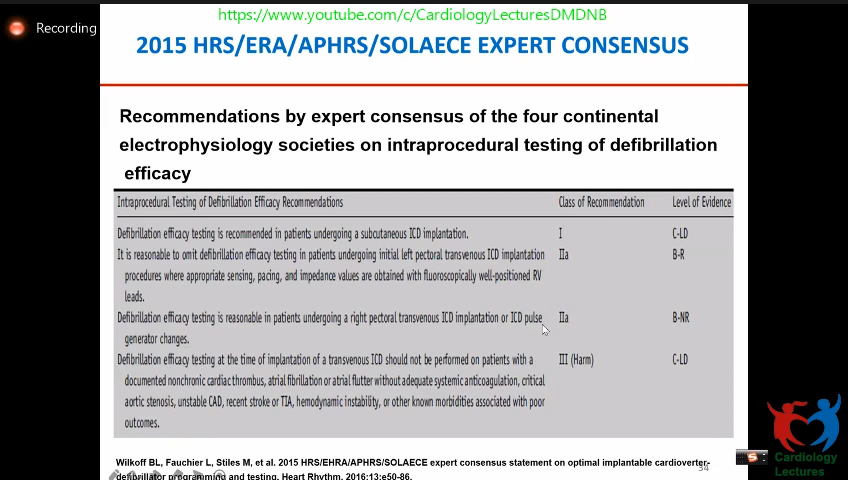 https://www.youtube.com/c/CardiologyLecturesDMDNB
Recording
2015 HRS/ERA/APHRS/SOLAECE EXPERT CONSENSUS
Recommendations by expert consensus of the four continental
electrophysiology societies on intraprocedural testing of defibrillation
efficacy
Intraprocedural Testing of Defibrillation Efficacy Recommendations Class of Recommendation Level of Evidence
Defibrillation efficacy testing is recommended in patients undergoing a subcutaneous ICD implantation. I C-LD
It is reasonable to omit defibrillation efficacy testing in patients undergoing initial left pectoral transvenous ICD implantation IIa B-R
procedures where appropriate sensing, pacing, and impedance values are obtained with fluoroscopically well-positioned RV
leads.
Defibrillation efficacy testing is reasonable in patients undergoing a right pectoral transvenous ICD implantation or ICD pulse IIa B-NR
generator changes.
Defibrillation efficacy testing at the time of implantation of a transvenous ICD should not be performed on patients with a III (Harm) C-LD
documented nonchronic cardiac thrombus, atrial fibrillation or atrial flutter without adequate systemic anticoagulation, critical
aortic stenosis, unstable CAD, recent stroke or TIA, hemodynamic instability, or other known morbidities associated with poor
outcomes.
Wilkoff BL, Fauchier L, Stiles M, et al. 2015 HRS/EHRA/APHRS/SOLAECE expert consensus statement on optimal implantable cardioverter-
defibrillator programming and testing. Heart Rhythm. 2016;13:e50-86.
34
S
Cardiology
Lectures